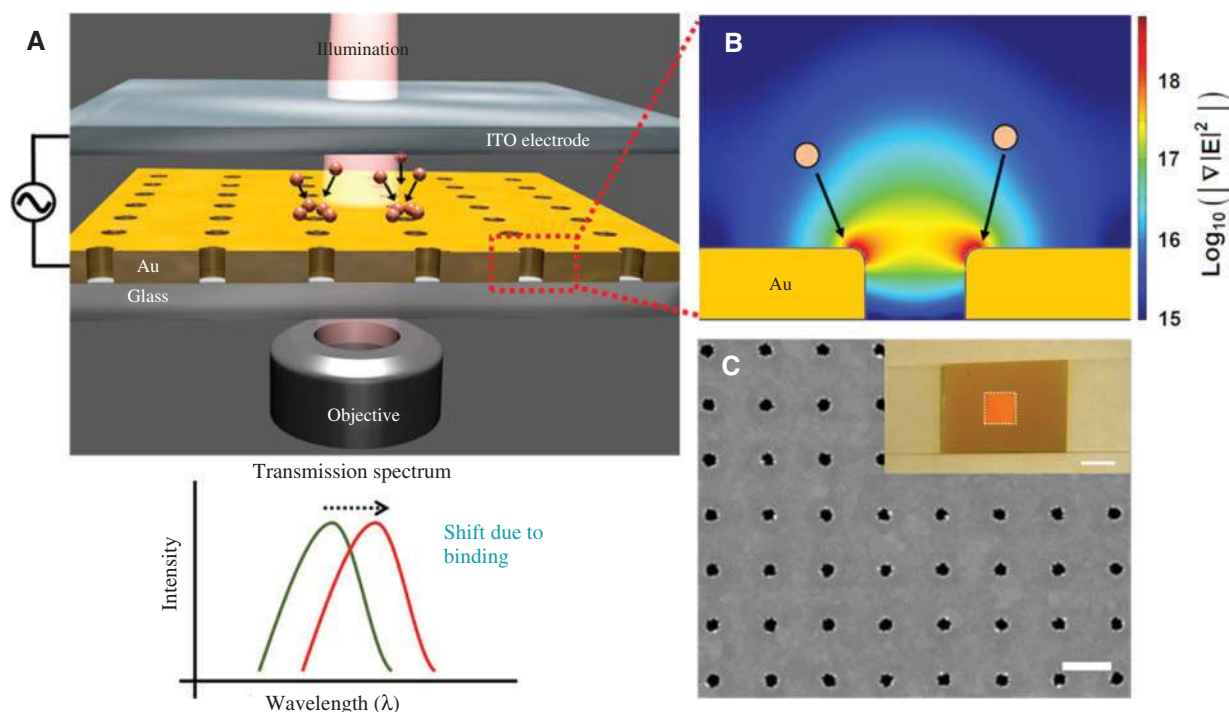 A
Illumination
ITO electrode
Au
Glass
Objective
Transmission spectrum
Intensity
Shift due to
binding
Wavelength (λ)
B
Au
18
17
16
15
Log10 ( | ∇|E|² | )
C